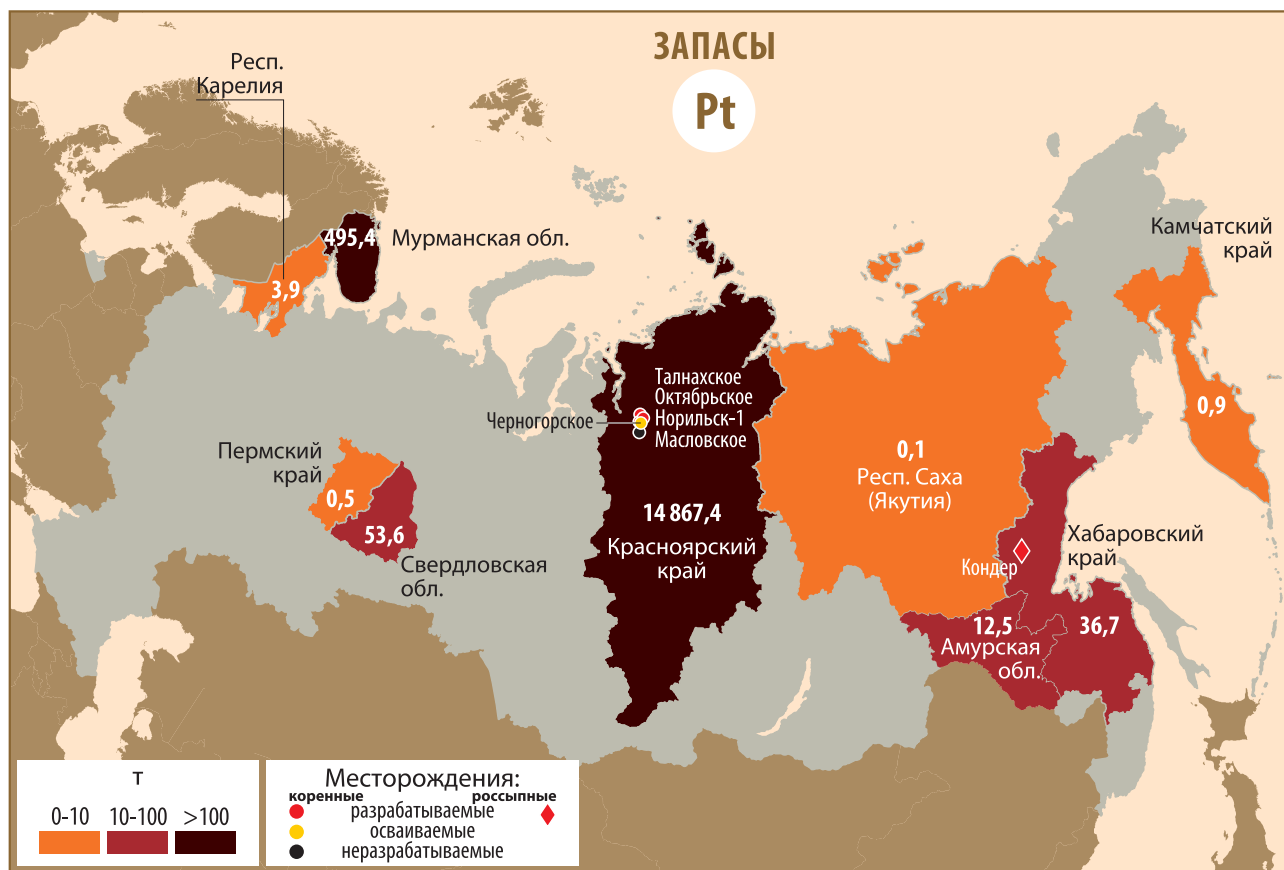 ЗАПАСЫ
Pt
Респ.
Карелия
495,4
Мурманская обл.
3,9
Камчатский
край
0,9
Талнахское
Октябрьское
Черногорское
Норильск-1
Масловское
Пермский
край
0,5
53,6
Свердловская
обл.
14 867,4
Красноярский
край
0,1
Респ. Саха
(Якутия)
Хабаровский
край
Кондер
12,5
36,7
Амурская
обл.
т
0-10
10-100
>100
Месторождения:
коренные
россыпные
разрабатываемые
осваиваемые
неразрабатываемые